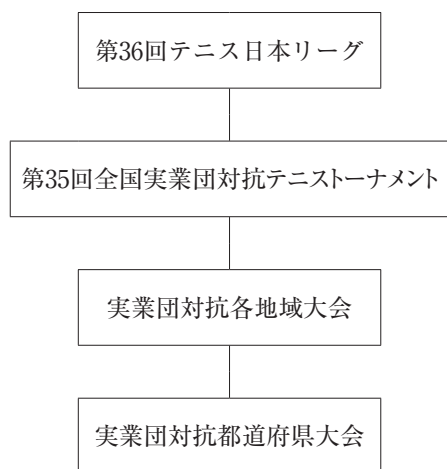 第36回テニス日本リーグ
第35回全国実業団対抗テニストーナメント
実業団対抗各地域大会
実業団対抗都道府県大会